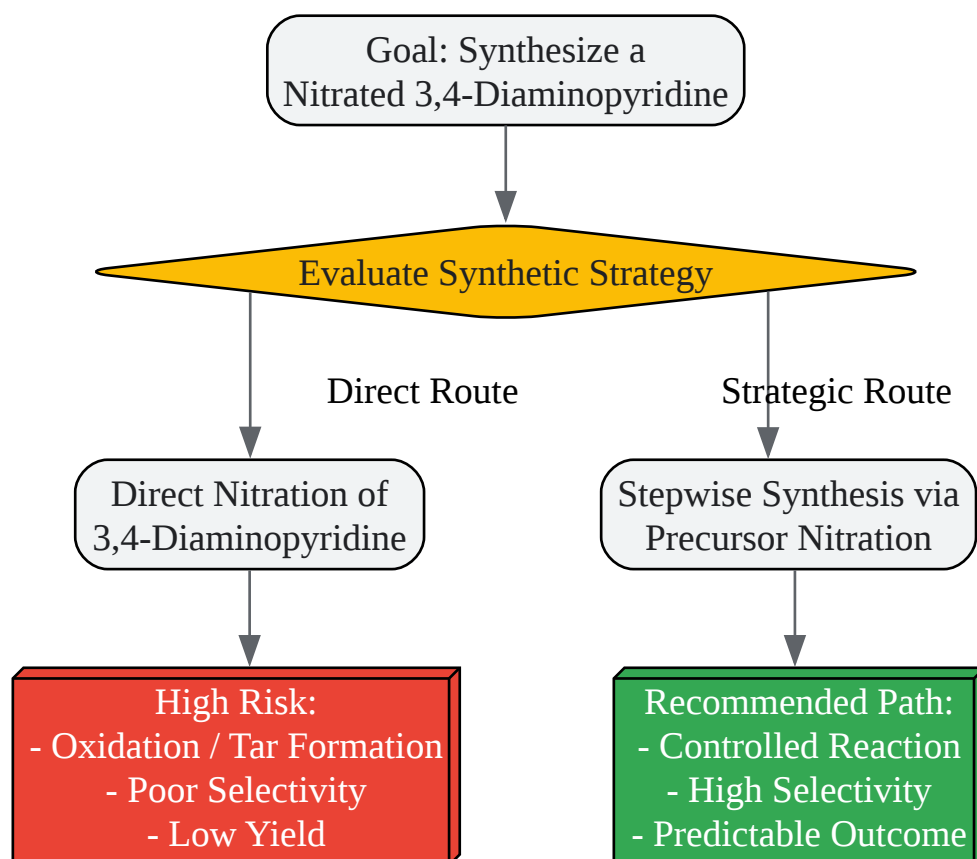 Goal: Synthesize a
Nitrated 3,4-Diaminopyridine
Evaluate Synthetic Strategy
Direct Route
Strategic Route
Direct Nitration of
3,4-Diaminopyridine
Stepwise Synthesis via
Precursor Nitration
High Risk:
- Oxidation / Tar Formation
- Poor Selectivity
- Low Yield
Recommended Path:
- Controlled Reaction
- High Selectivity
- Predictable Outcome